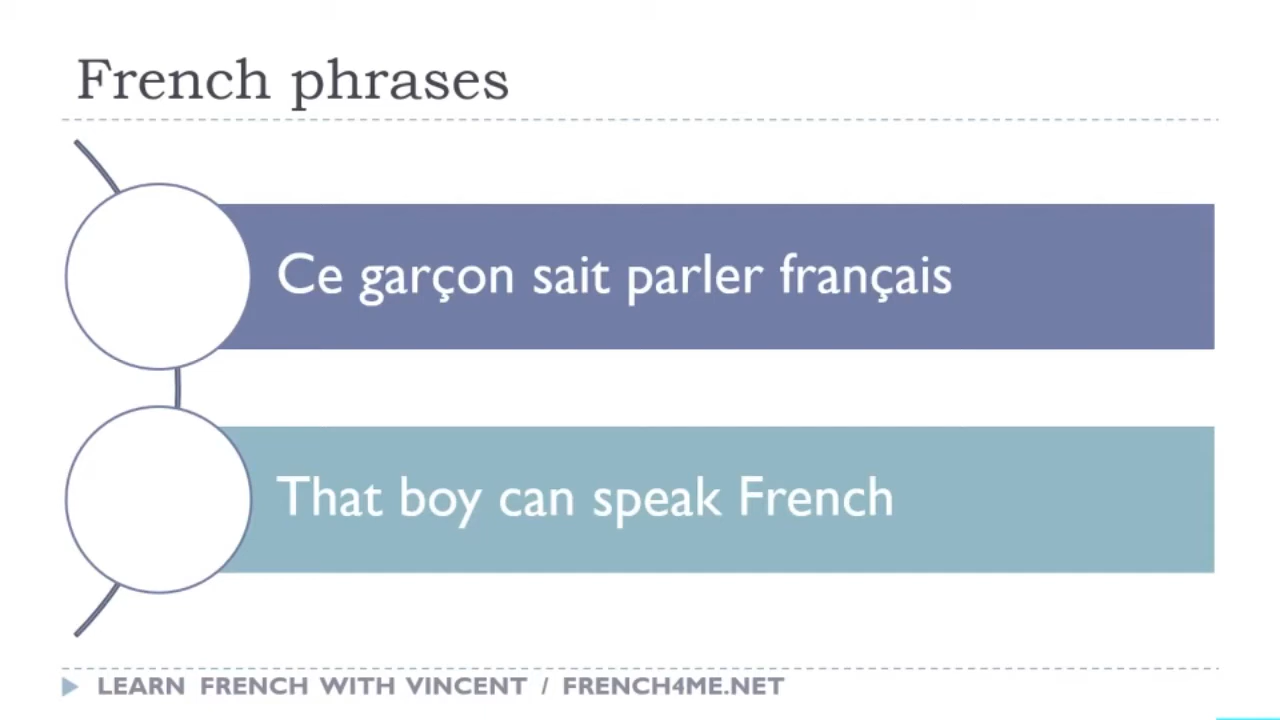 French phrases
Ce garçon sait parler français
That boy can speak French
LEARN FRENCH WITH VINCENT / FRENCH4ME.NET